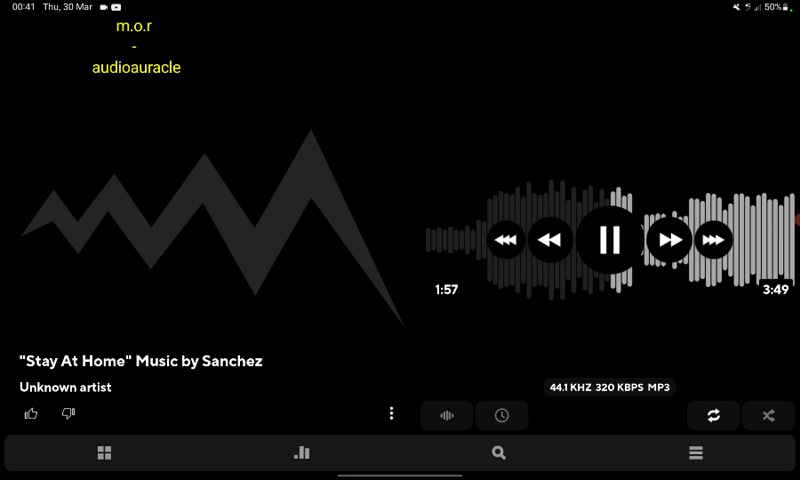 00:41 Thu, 30 Mar
50%
m.o.r
-
audioauracle
1:57
3:49
"Stay At Home" Music by Sanchez
Unknown artist
44.1 KHZ 320 KBPS MP3